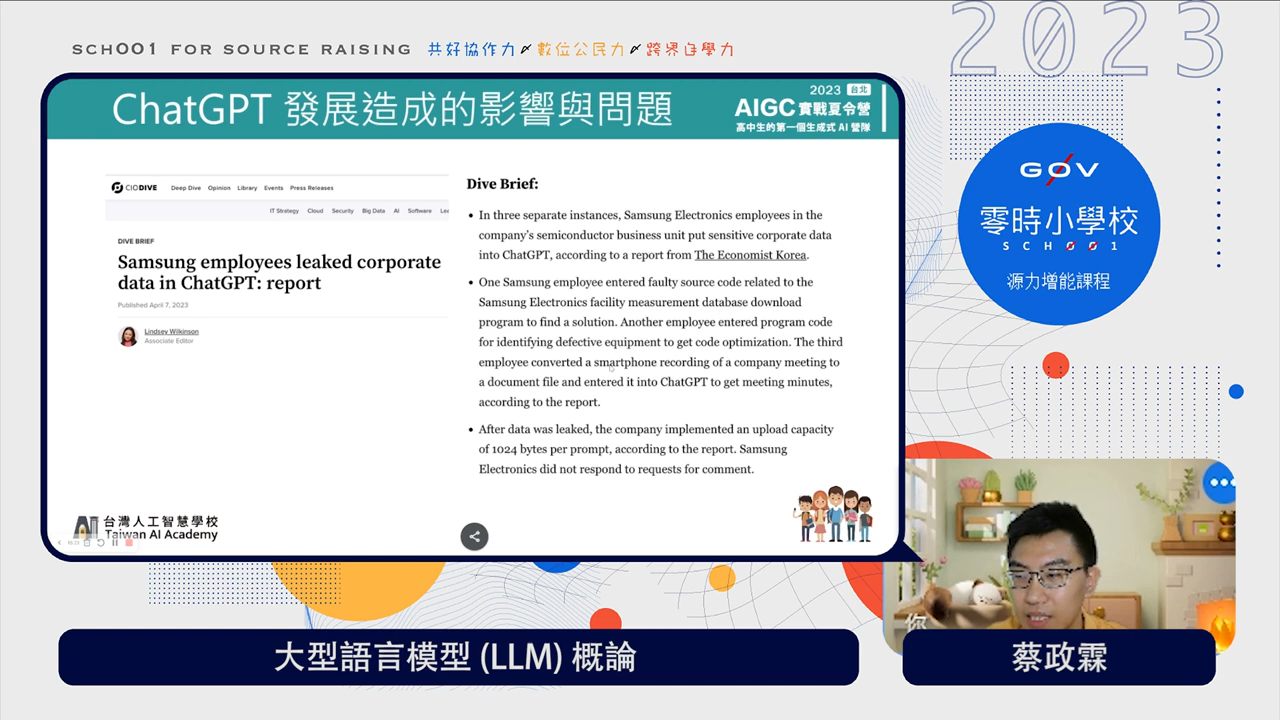 SCHOO1 FOR SOURCE RAISING 共好協作力 數位公民力 跨界自學力
2023
ChatGPT 發展造成的影響與問題
2023 台北
AIGC 實戰夏令營
高中生的第一個生成式 AI 營隊
CIODIVE Deep Dive Opinion Library Events Press Releases
IT Strategy Cloud Security Big Data AI Software
DIVE BRIEF
Samsung employees leaked corporate
data in ChatGPT: report
Published April 7, 2023
Lindsey Wilkinson
Associate Editor
Dive Brief:
• In three separate instances, Samsung Electronics employees in the
company's semiconductor business unit put sensitive corporate data
into ChatGPT, according to a report from The Economist Korea.
• One Samsung employee entered faulty source code related to the
Samsung Electronics facility measurement database download
program to find a solution. Another employee entered program code
for identifying defective equipment to get code optimization. The third
employee converted a smartphone recording of a company meeting to
a document file and entered it into ChatGPT to get meeting minutes,
according to the report.
• After data was leaked, the company implemented an upload capacity
of 1024 bytes per prompt, according to the report. Samsung
Electronics did not respond to requests for comment.
AI 台灣人工智慧學校
Taiwan AI Academy
G0V
零時小學校
SCH001
源力增能課程
你
大型語言模型 (LLM) 概論
蔡政霖